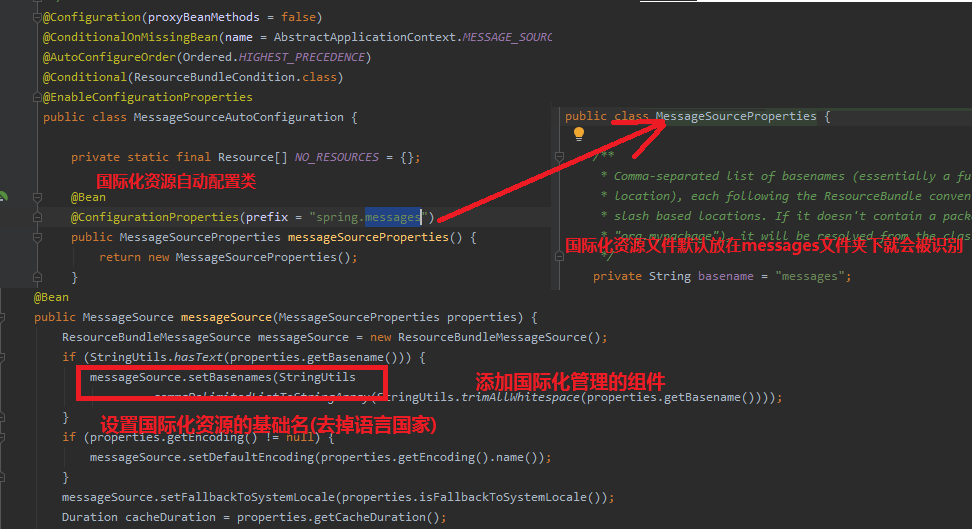 @Configuration(proxyBeanMethods = false)
@ConditionalOnMissingBean(name = AbstractApplicationContext.MESSAGE_SOURC
@AutoConfigureOrder(Ordered.HIGHEST_PRECEDENCE)
@Conditional(ResourceBundleCondition.class)
@EnableConfigurationProperties
public class MessageSourceAutoConfiguration {
private static final Resource[] NO_RESOURCES = {};
国际化资源自动配置类
@Bean
@ConfigurationProperties(prefix = "spring.messages")
public MessageSourceProperties messageSourceProperties() {
return new MessageSourceProperties();
}
public class MessageSourceProperties {
/**
* Comma-separated list of basenames (essentially a fu
* location), each following the ResourceBundle conven
* slash based locations. If it doesn't contain a pack
* "org.mypackage"), it will be resolved from the clas
国际化资源文件默认放在messages文件夹下就会被识别
*/
private String basename = "messages";
@Bean
public MessageSource messageSource(MessageSourceProperties properties) {
ResourceBundleMessageSource messageSource = new ResourceBundleMessageSource();
if (StringUtils.hasText(properties.getBasename())) {
messageSource.setBasenames(StringUtils
添加国际化管理的组件
.commaDelimitedListToStringArray(StringUtils.trimAllWhitespace(properties.getBasename())));
}
设置国际化资源的基础名(去掉语言国家)
if (properties.getEncoding() != null) {
messageSource.setDefaultEncoding(properties.getEncoding().name());
}
messageSource.setFallbackToSystemLocale(properties.isFallbackToSystemLocale());
Duration cacheDuration = properties.getCacheDuration();